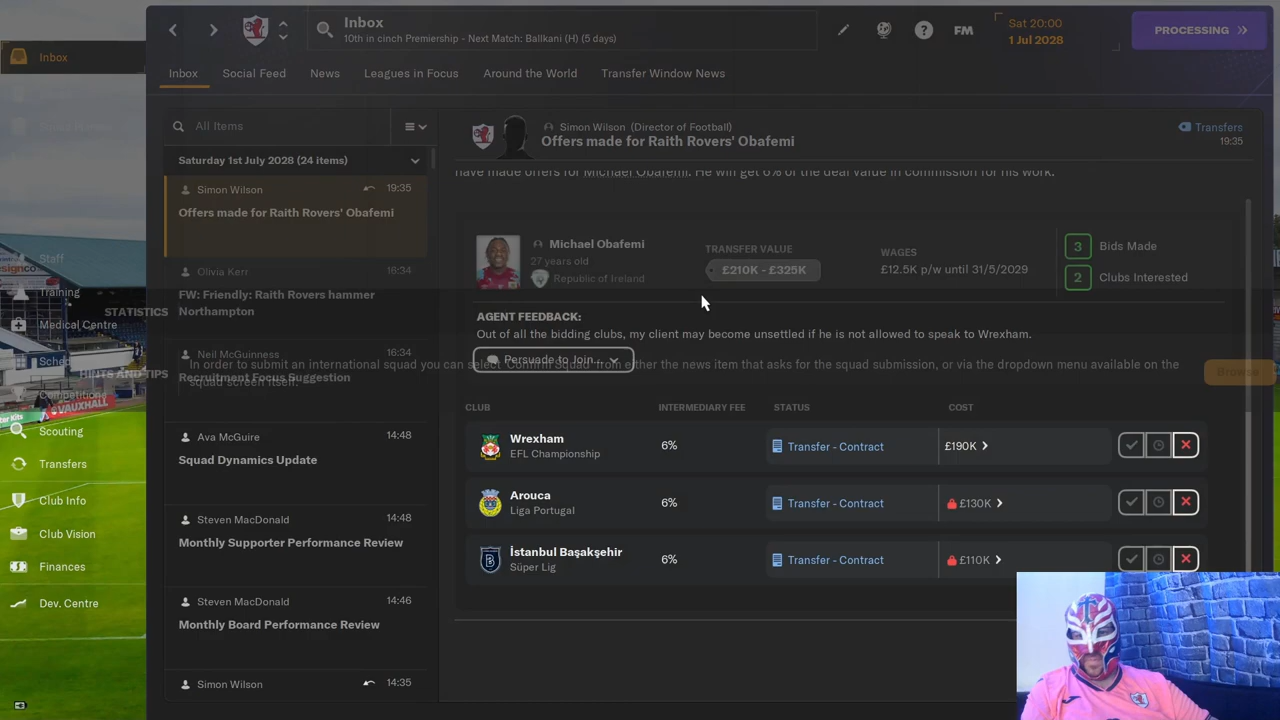 Inbox
10th in cinch Premiership - Next Match: Ballkani (H) (5 days)
FM
Sat 20:00
1 Jul 2028
PROCESSING
Inbox
Inbox
Social Feed
News
Leagues in Focus
Around the World
Transfer Window News
All Items
Simon Wilson (Director of Football)
Offers made for Raith Rovers' Obafemi
Transfers
19:35
Saturday 1st July 2028 (24 items)
have made offers for Michael Obafemi. He will get 6% of the deal value in commission for his work.
Simon Wilson
19:35
Offers made for Raith Rovers' Obafemi
Michael Obafemi
27 years old
Republic of Ireland
TRANSFER VALUE
£210K - £325K
WAGES
£12.5K p/w until 31/5/2029
3
Bids Made
2
Clubs Interested
Staff
Olivia Kerr
16:34
FW: Friendly: Raith Rovers hammer
Northampton
Training
STATISTICS
Medical Centre
AGENT FEEDBACK:
Out of all the bidding clubs, my client may become unsettled if he is not allowed to speak to Wrexham.
Neil McGuinness
16:34
Recruitment Focus Suggestion
Persuade to Join...
In order to submit an international squad you can select 'Confirm Squad' from either the news item that asks for the squad submission, or via the dropdown menu available on the
squad screen itself.
HINTS AND TIPS
Browse
VAUXHALL
CLUB
INTERMEDIARY FEE
STATUS
COST
Scouting
Ava McGuire
14:48
Squad Dynamics Update
Wrexham
EFL Championship
6%
Transfer - Contract
£190K
Transfers
Arouca
Liga Portugal
6%
Transfer - Contract
£130K
Club Info
Steven MacDonald
14:48
Monthly Supporter Performance Review
Club Vision
İstanbul Başakşehir
Süper Lig
6%
Transfer - Contract
£110K
Finances
Steven MacDonald
14:46
Monthly Board Performance Review
Dev. Centre
Simon Wilson
14:35